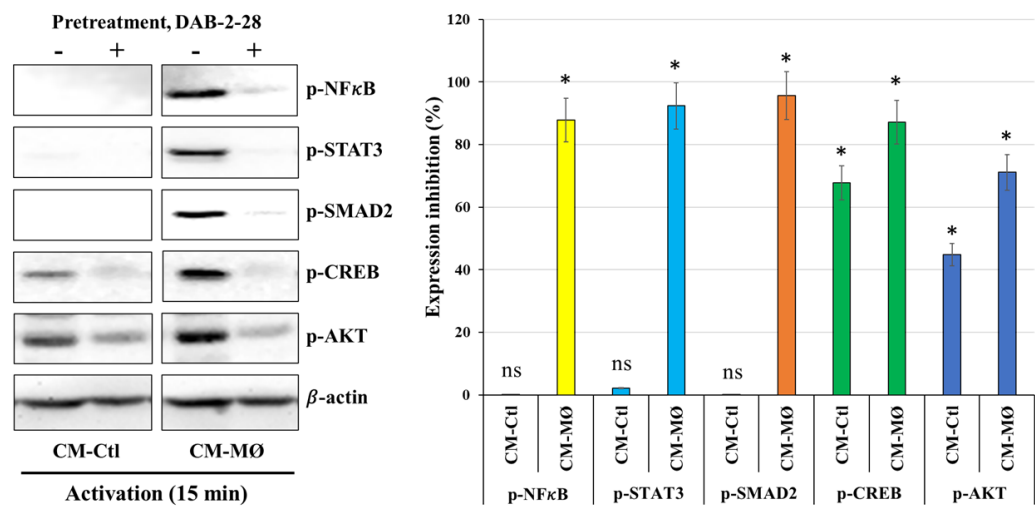 Pretreatment, DAB-2-28
- + - +
p-NFκB
p-STAT3
p-SMAD2
p-CREB
p-AKT
β-actin
CM-Ctl CM-MØ
Activation (15 min)
Expression inhibition (%)
120
100
80
60
40
20
0
ns * ns * ns * * * * *
CM-Ctl CM-MØ CM-Ctl CM-MØ CM-Ctl CM-MØ CM-Ctl CM-MØ CM-Ctl CM-MØ
p-NFκB p-STAT3 p-SMAD2 p-CREB p-AKT